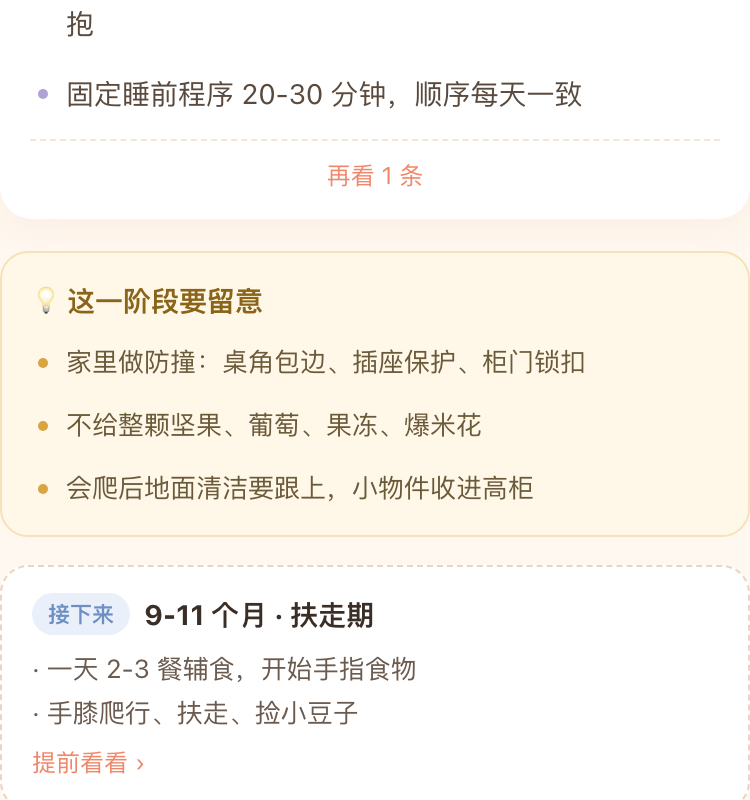 抱
固定睡前程序 20-30 分钟，顺序每天一致
再看 1 条
这一阶段要留意
家里做防撞：桌角包边、插座保护、柜门锁扣
不给整颗坚果、葡萄、果冻、爆米花
会爬后地面清洁要跟上，小物件收进高柜
接下来 9-11 个月 · 扶走期
· 一天 2-3 餐辅食，开始手指食物
· 手膝爬行、扶走、捡小豆子
提前看看 ›